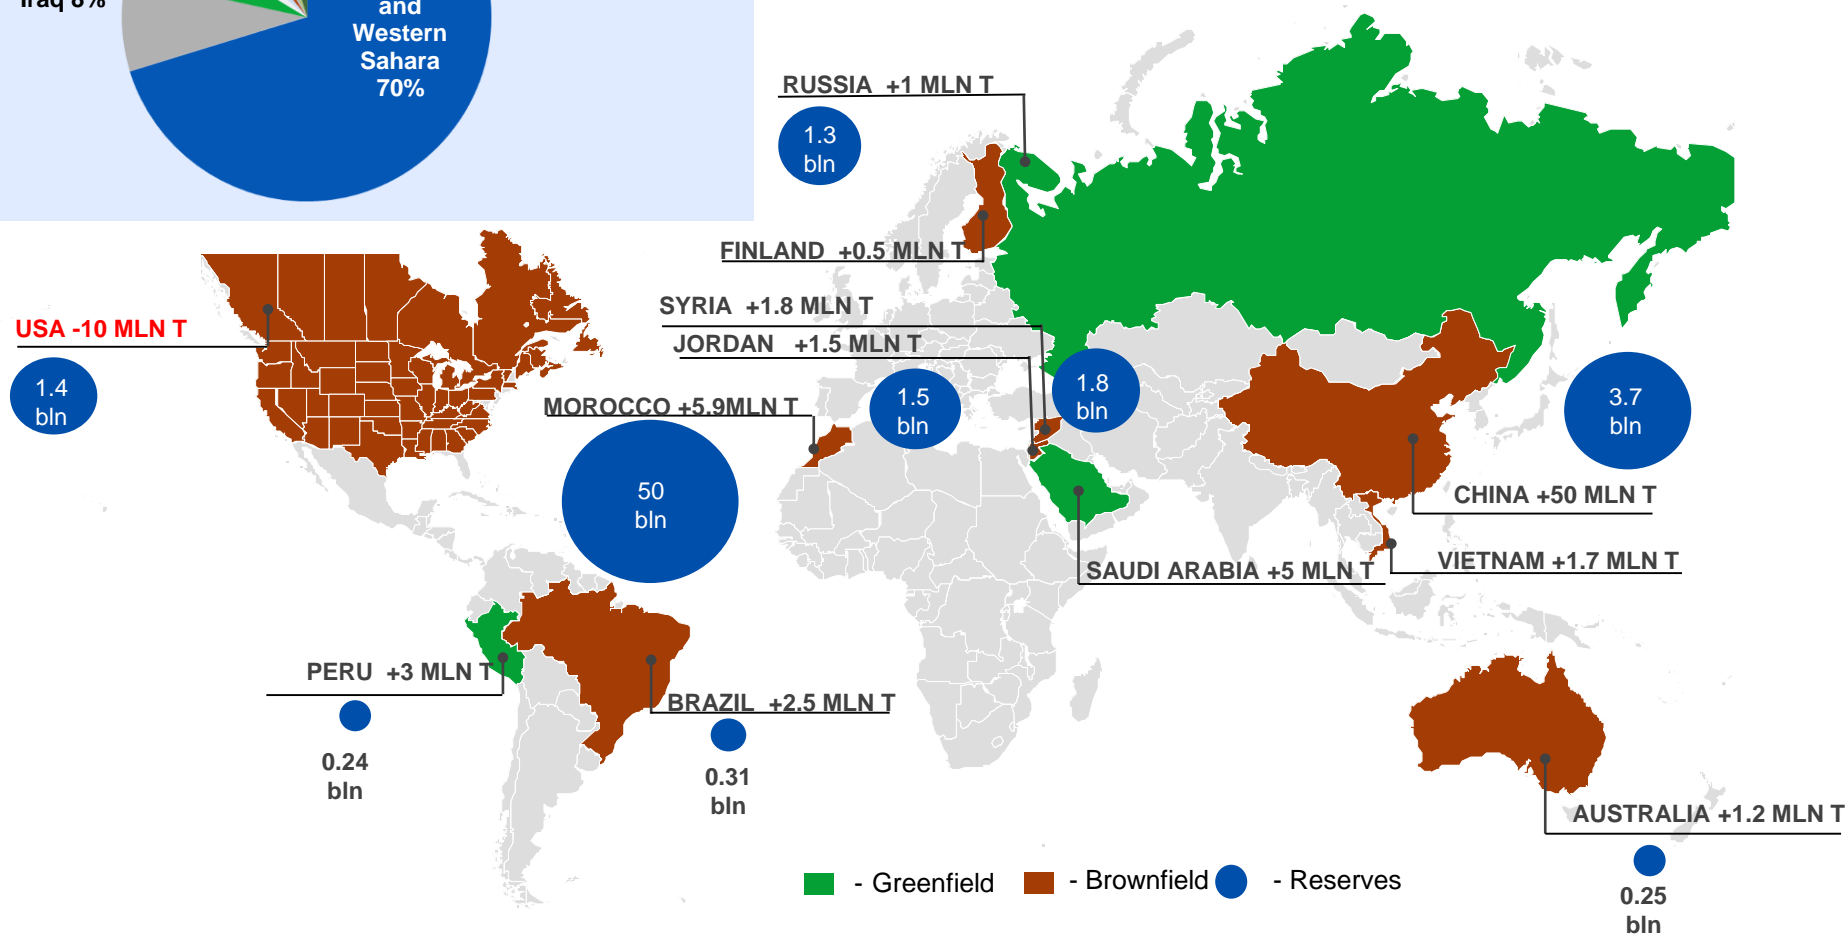 Iraq 8%
and
Western
Sahara
70%
RUSSIA +1 MLN T
1.3
bln
FINLAND +0.5 MLN T
SYRIA +1.8 MLN T
JORDAN +1.5 MLN T
USA -10 MLN T
1.4
bln
MOROCCO +5.9MLN T
1.5
bln
1.8
bln
3.7
bln
50
bln
CHINA +50 MLN T
VIETNAM +1.7 MLN T
SAUDI ARABIA +5 MLN T
PERU +3 MLN T
BRAZIL +2.5 MLN T
0.24
bln
0.31
bln
AUSTRALIA +1.2 MLN T
- Greenfield
- Brownfield
- Reserves
0.25
bln